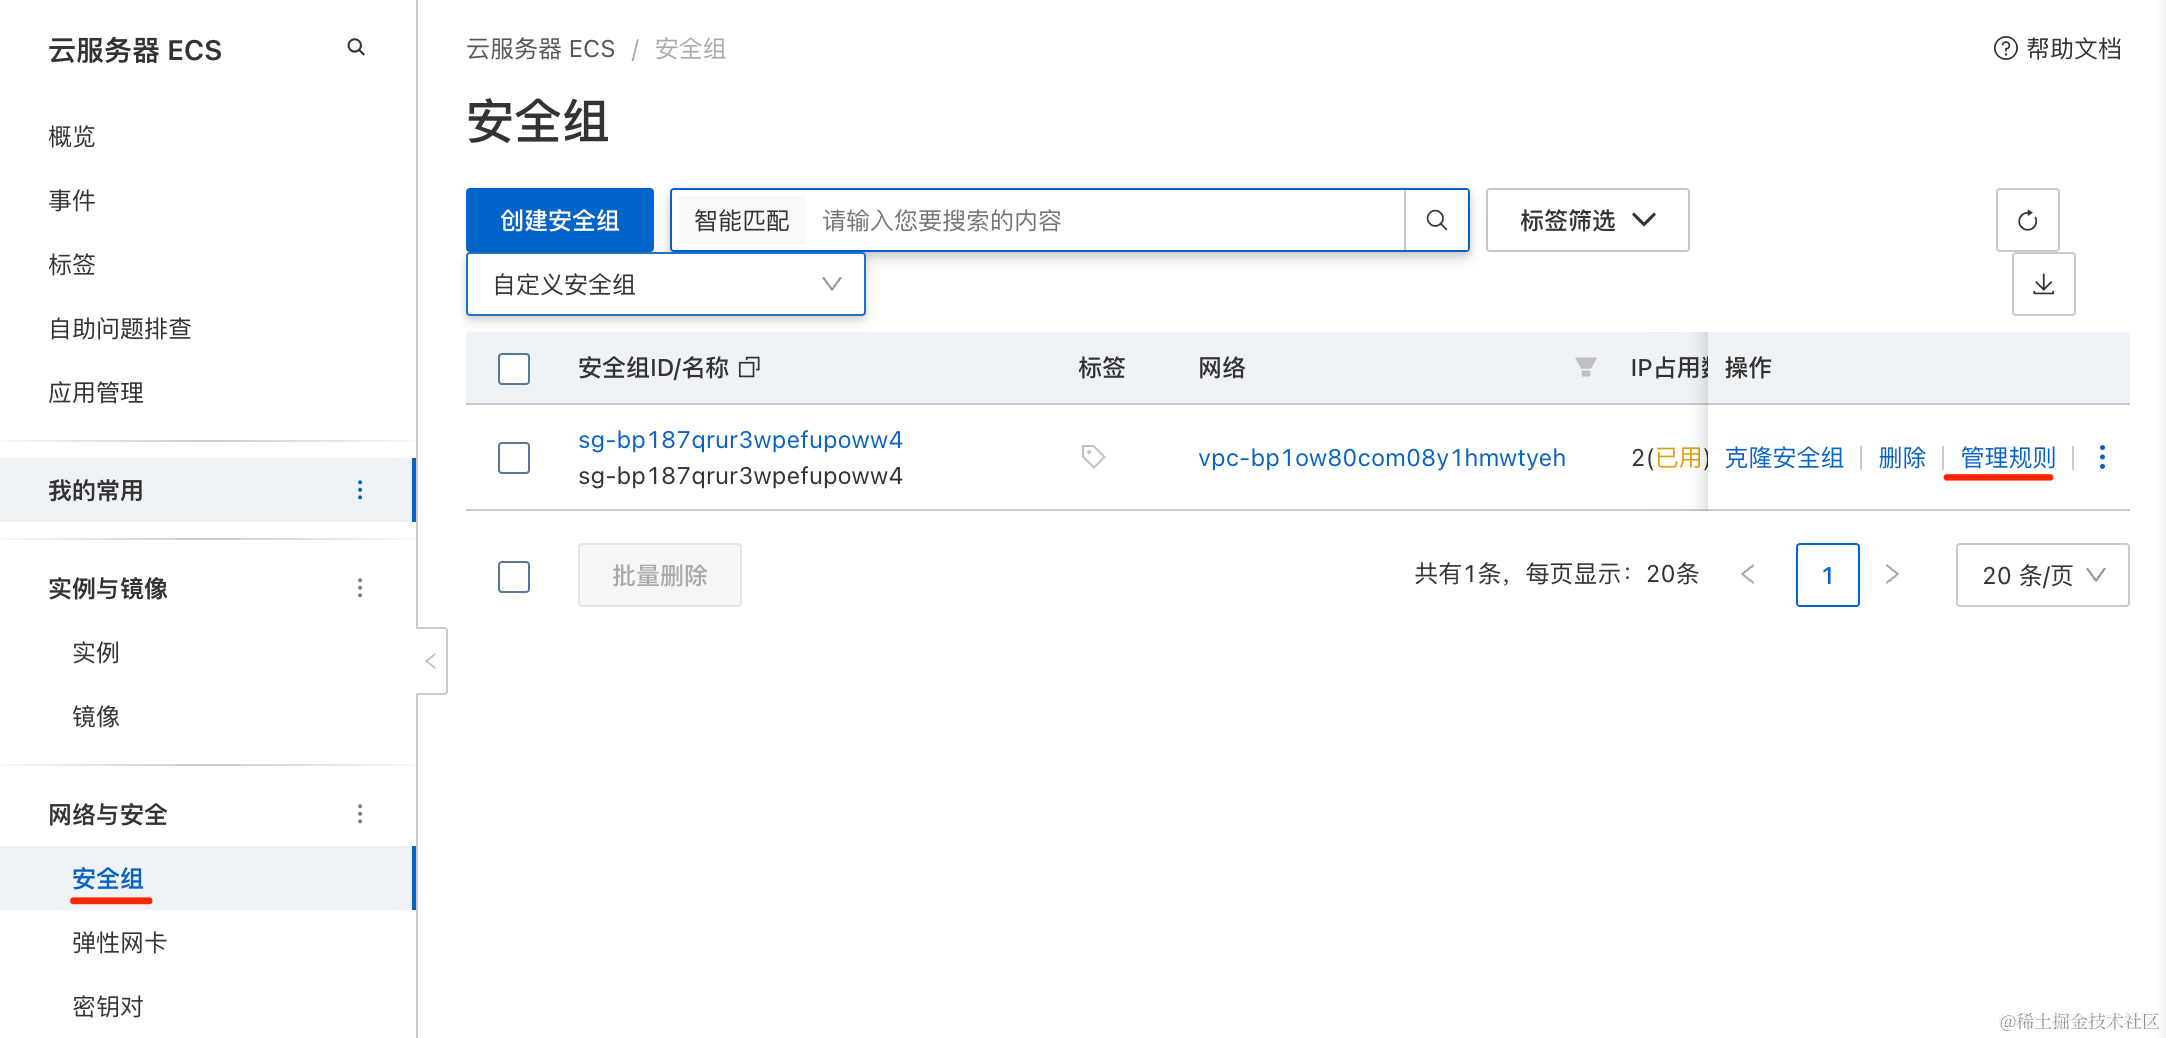 云服务器 ECS
概览
事件
标签
自助问题排查
应用管理
我的常用
实例与镜像
实例
镜像
网络与安全
安全组
弹性网卡
密钥对
云服务器 ECS / 安全组
帮助文档
安全组
创建安全组
智能匹配 请输入您要搜索的内容
标签筛选
自定义安全组
安全组ID/名称 标签 网络 IP占用 操作
sg-bp187qrur3wpefupoww4
sg-bp187qrur3wpefupoww4
vpc-bp1ow80com08y1hmwtyeh
2(已用)
克隆安全组 | 删除 | 管理规则 |
批量删除
共有1条，每页显示：20条
1
20 条/页
@稀土掘金技术社区